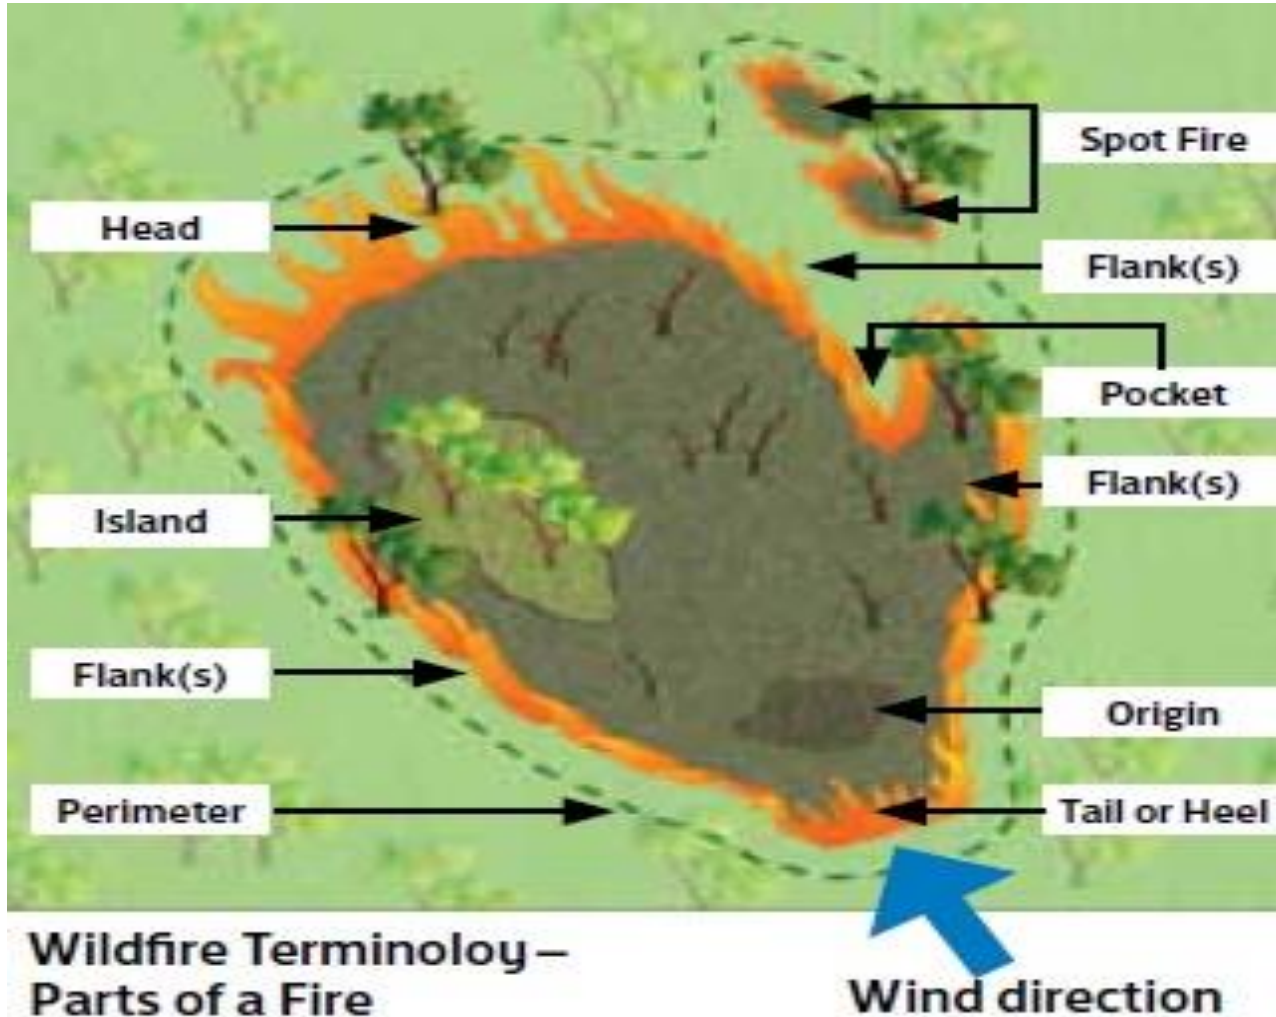 Spot Fire
Head
Flank(s)
Pocket
Flank(s)
Island
Flank(s)
Origin
Perimeter
Tail or Heel
Wildfire Terminoloy –
Parts of a Fire
Wind direction